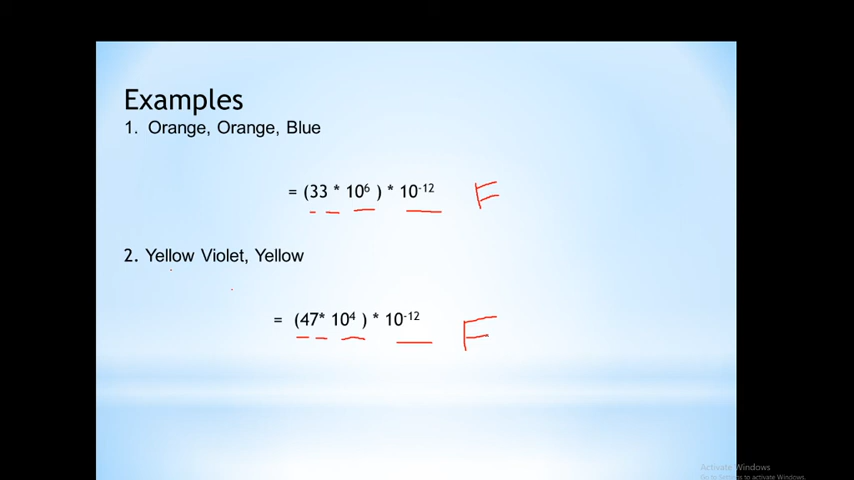 Examples
1. Orange, Orange, Blue
= (33 * 10⁶ ) * 10⁻¹² F
2. Yellow Violet, Yellow
= (47* 10⁴ ) * 10⁻¹² F
Activate Windows
Go to Settings to activate Windows.